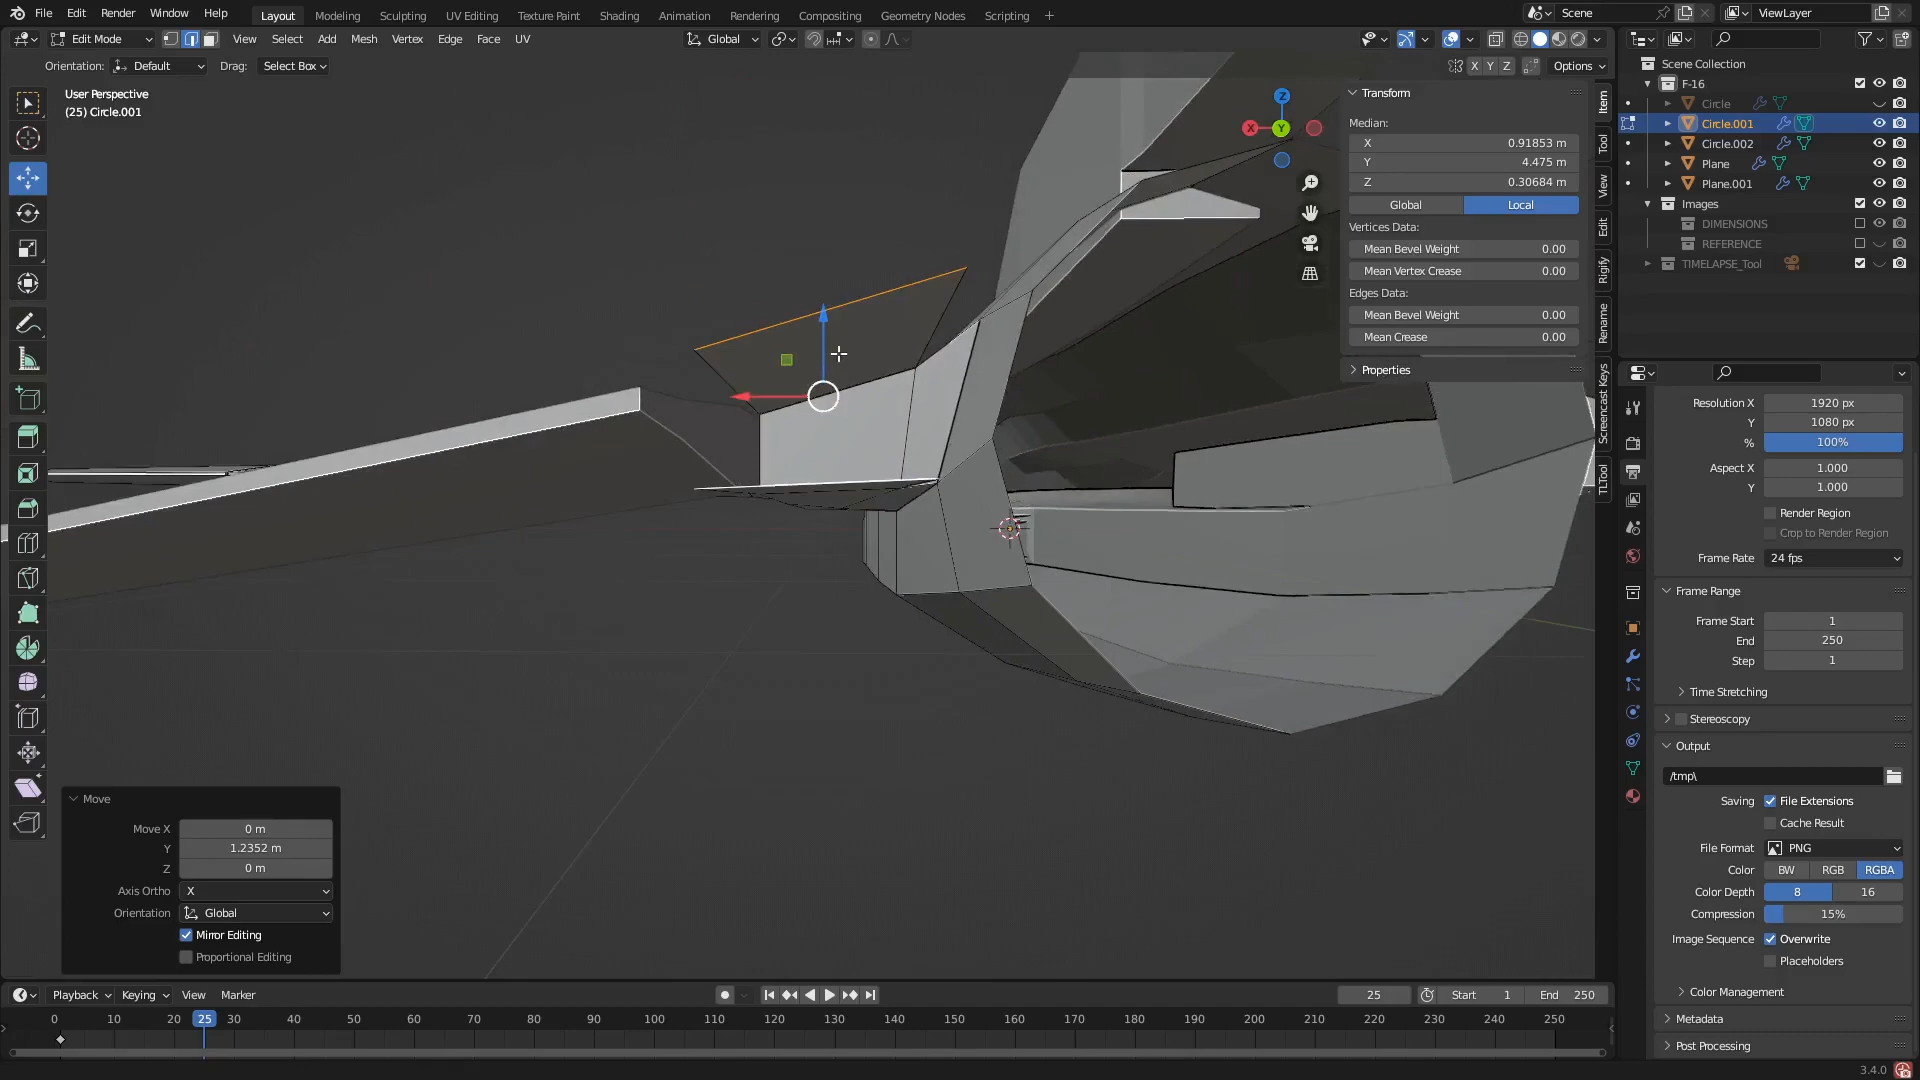 File Edit Render Window Help Layout Modeling Sculpting UV Editing Texture Paint Shading Animation Rendering Compositing Geometry Nodes Scripting + Scene ViewLayer
Edit Mode View Select Add Mesh Vertex Edge Face UV Global
Orientation: Default Drag: Select Box X Y Z Options
User Perspective
(25) Circle.001
Z
X
Y
Transform
Median:
X 0.91853 m
Y 4.475 m
Z 0.30684 m
Global Local
Vertices Data:
Mean Bevel Weight 0.00
Mean Vertex Crease 0.00
Edges Data:
Mean Bevel Weight 0.00
Mean Crease 0.00
Properties
Item
Tool
View
Edit
Rigify
Rename
Screencast Keys
TLTool
Scene Collection
F-16
Circle
Circle.001
Circle.002
Plane
Plane.001
Images
DIMENSIONS
REFERENCE
TIMELAPSE_Tool
Resolution X 1920 px
Y 1080 px
% 100%
Aspect X 1.000
Y 1.000
Render Region
Crop to Render Region
Frame Rate 24 fps
Frame Range
Frame Start 1
End 250
Step 1
Time Stretching
Stereoscopy
Output
/tmp\
Saving File Extensions
Cache Result
File Format PNG
Color BW RGB RGBA
Color Depth 8 16
Compression 15%
Image Sequence Overwrite
Placeholders
Color Management
Metadata
Post Processing
Move
Move X 0 m
Y 1.2352 m
Z 0 m
Axis Ortho X
Orientation Global
Mirror Editing
Proportional Editing
Playback Keying View Marker 25 Start 1 End 250
0 10 20 25 30 40 50 60 70 80 90 100 110 120 130 140 150 160 170 180 190 200 210 220 230 240 250
3.4.0